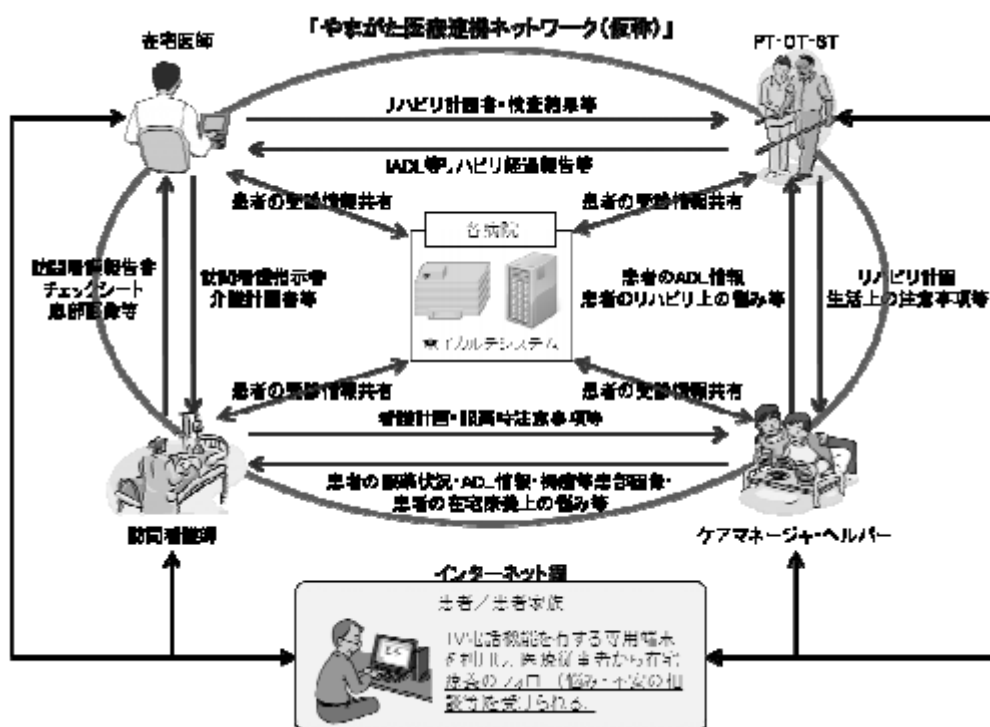 「やまがた医療連携ネットワーク(仮称)」
在宅医師
PT・OT・ST
リハビリ計画書・検査結果等
IADL等リハビリ経過報告等
患者の受診情報共有
患者の受診情報共有
各病院
電子カルテシステム
訪問看護報告書
チェックシート
患部画像等
訪問看護指示書
介護計画書等
患者のADL情報
患者のリハビリ上の悩み等
リハビリ計画
生活上の注意事項等
患者の受診情報共有
患者の受診情報共有
看護計画・服薬時注意事項等
患者の服薬状況・ADL情報・褥瘡等患部画像・
患者の在宅療養上の悩み等
訪問看護師
ケアマネージャ・ヘルパー
インターネット網
患者／患者家族
TV電話機能を有する専用端末
を利用し、医療従事者から在宅
療養のフォロー（悩み・不安の相
談等)を受けられる。